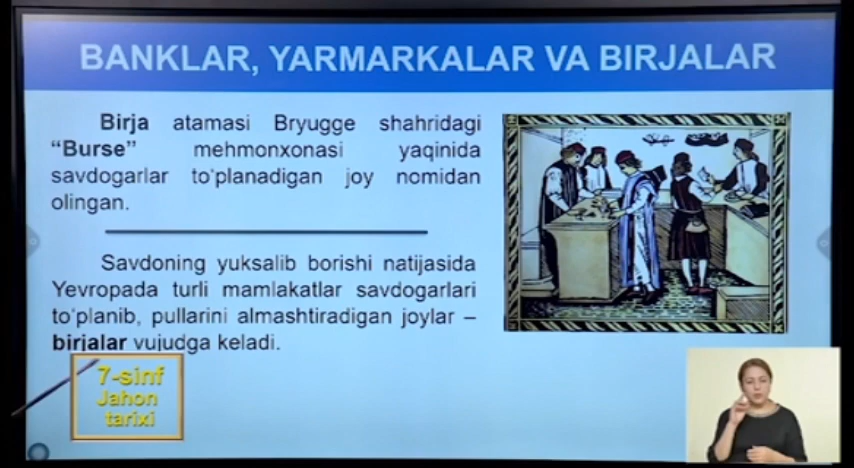 BANKLAR, YARMARKALAR VA BIRJALAR
Birja atamasi Bryugge shahridagi
“Burse” mehmonxonasi yaqinida
savdogarlar to‘planadigan joy nomidan
olingan.
Savdoning yuksalib borishi natijasida
Yevropada turli mamlakatlar savdogarlari
to‘planib, pullarini almashtiradigan joylar –
birjalar vujudga keladi.
7-sinf
Jahon
tarixi